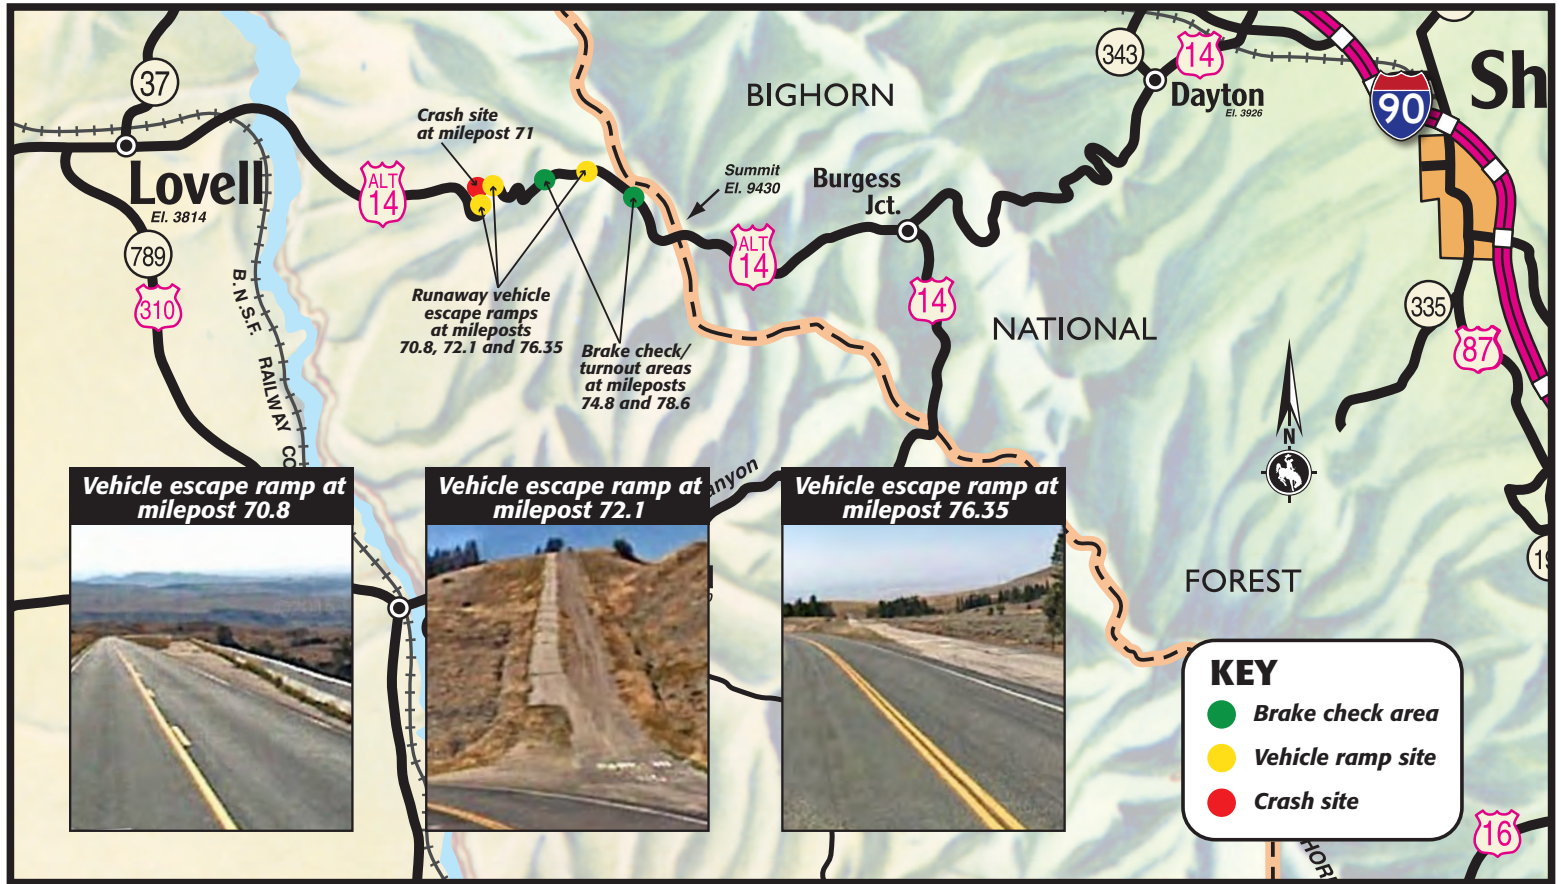 37
343
14
90
Sh
BIGHORN
Dayton
El. 3926
Crash site
at milepost 71
Lovell
El. 3814
ALT
14
Summit
El. 9430
Burgess
Jct.
789
310
B.N.S.F. RAILWAY CO
Runaway vehicle
escape ramps
at mileposts
70.8, 72.1 and 76.35
Brake check/
turnout areas
at mileposts
74.8 and 78.6
ALT
14
14
NATIONAL
335
87
N
anyon
Vehicle escape ramp at
milepost 70.8
Vehicle escape ramp at
milepost 72.1
Vehicle escape ramp at
milepost 76.35
19
FOREST
KEY
Brake check area
Vehicle ramp site
Crash site
16
HORN